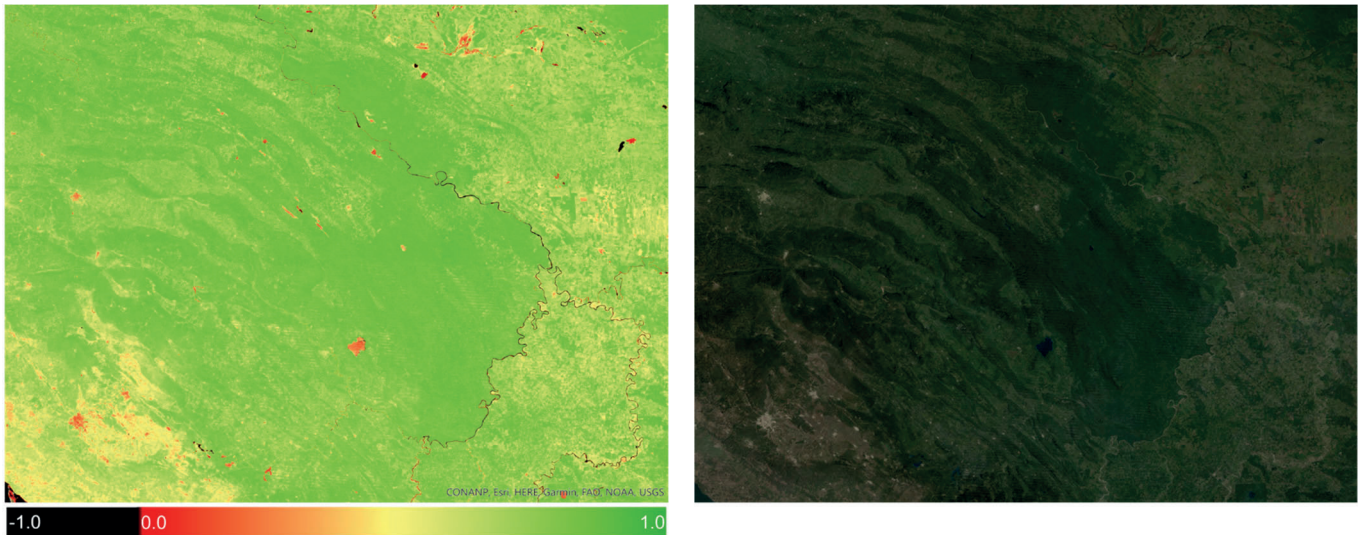 CONANP, Esri, HERE, Garmin, FAO, NOAA, USGS
-1.0 0.0 1.0